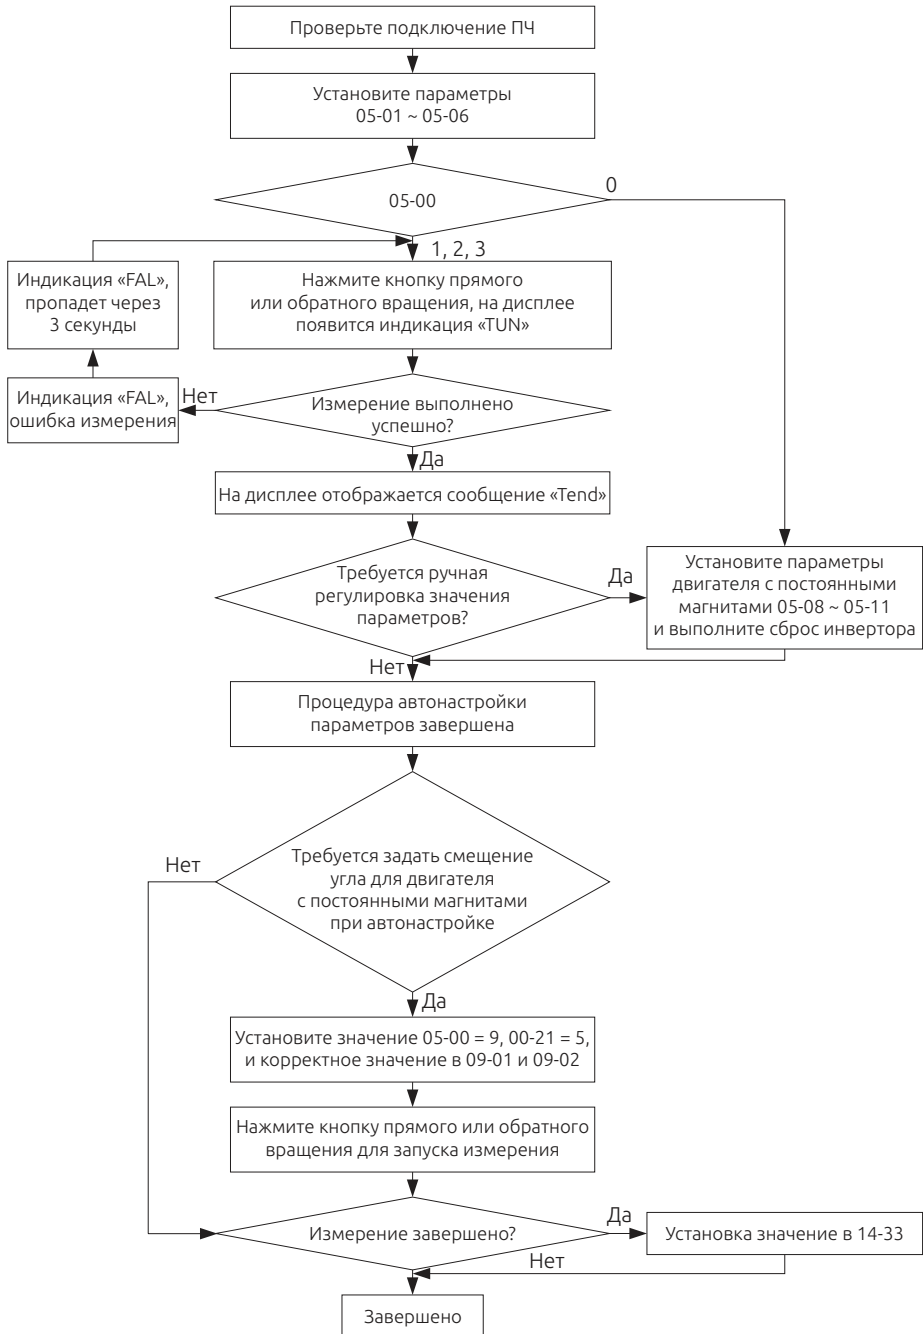 Проверьте подключение ПЧ
Установите параметры
05-01 ~ 05-06
05-00
0
1, 2, 3
Индикация «FAL»,
пропадет через
3 секунды
Нажмите кнопку прямого
или обратного вращения, на дисплее
появится индикация «TUN»
Индикация «FAL»,
ошибка измерения
Нет
Измерение выполнено
успешно?
Да
На дисплее отображается сообщение «Tend»
Требуется ручная
регулировка значения
параметров?
Да
Установите параметры
двигателя с постоянными
магнитами 05-08 ~ 05-11
и выполните сброс инвертора
Нет
Процедура автонастройки
параметров завершена
Нет
Требуется задать смещение
угла для двигателя
с постоянными магнитами
при автонастройке
Да
Установите значение 05-00 = 9, 00-21 = 5,
и корректное значение в 09-01 и 09-02
Нажмите кнопку прямого или обратного
вращения для запуска измерения
Измерение завершено?
Да
Установка значение в 14-33
Нет
Завершено